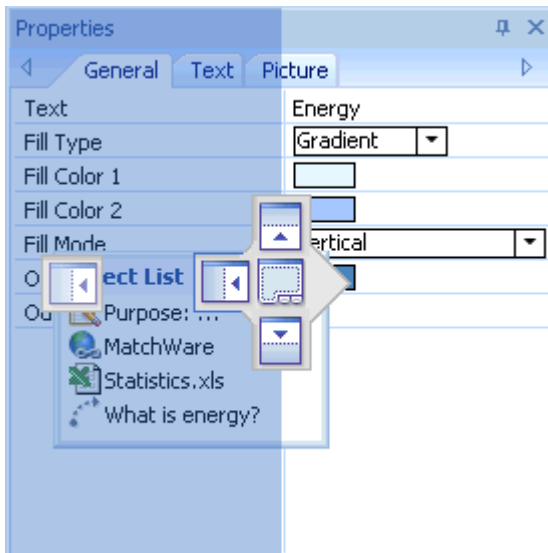 Properties
General Text Picture
Text Energy
Fill Type Gradient
Fill Color 1
Fill Color 2
Fill Mode ertical
O ect List
Ou Purpose: ...
MatchWare
Statistics.xls
What is energy?